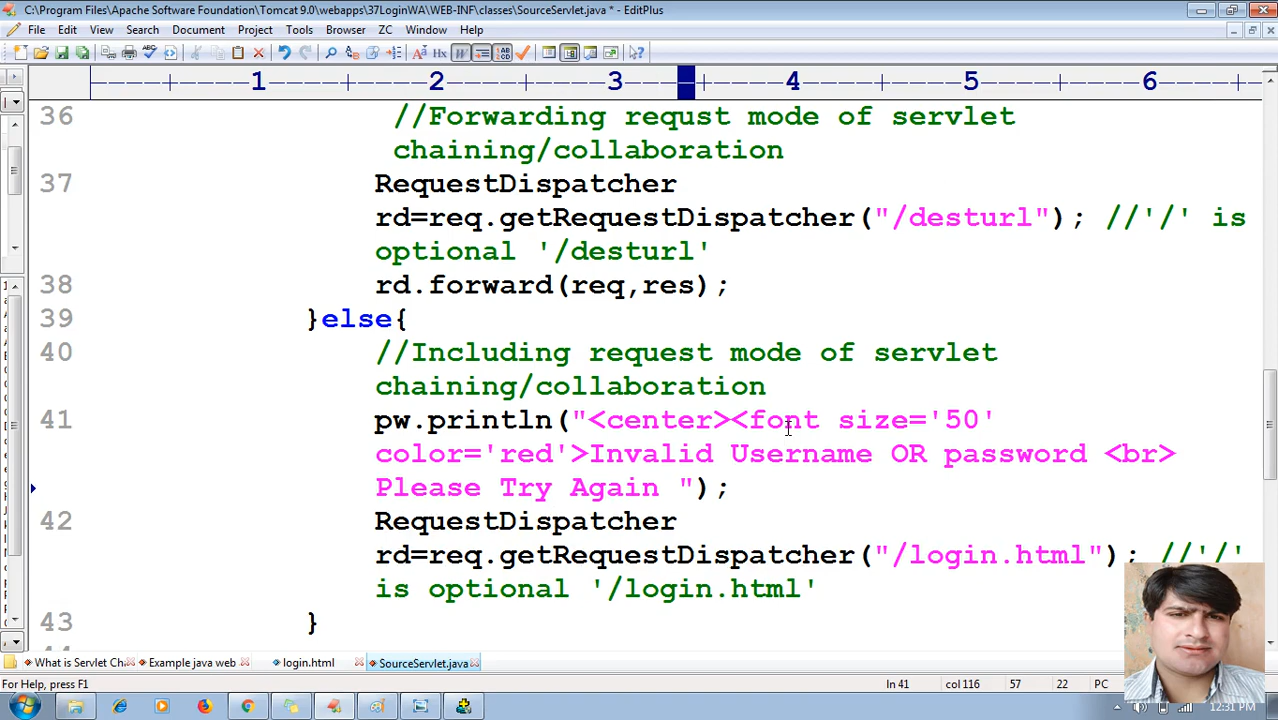 C:\Program Files\Apache Software Foundation\Tomcat 9.0\webapps\37LoginWA\WEB-INF\classes\SourceServlet.java * - EditPlus
File Edit View Search Document Project Tools Browser ZC Window Help
----+----1----+----2----+----3----+----4----+----5----+----6----+-
36 //Forwarding requst mode of servlet
chaining/collaboration
37 RequestDispatcher
rd=req.getRequestDispatcher("/desturl"); //'/' is
optional '/desturl'
38 rd.forward(req,res);
39 }else{
40 //Including request mode of servlet
chaining/collaboration
41 pw.println("<center><font size='50'
color='red'>Invalid Username OR password <br>
Please Try Again ");
42 RequestDispatcher
rd=req.getRequestDispatcher("/login.html"); //'/'
is optional '/login.html'
43 }
What is Servlet Ch Example java web login.html SourceServlet.java
For Help, press F1 ln 41 col 116 57 22 PC
12:31 PM